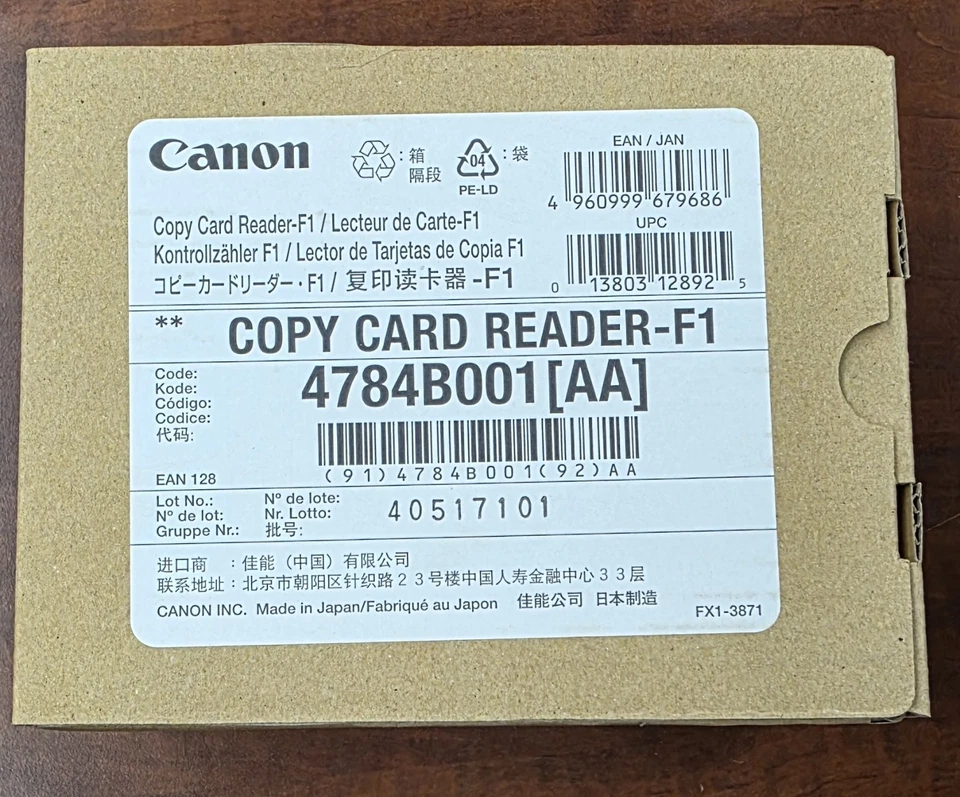 Canon
:箱
隔段
04
PE-LD
:袋
EAN / JAN
4 960999 679686
UPC
0 13803 12892 5
Copy Card Reader-F1 / Lecteur de Carte-F1
Kontrollzähler F1 / Lector de Tarjetas de Copia F1
コピーカードリーダー・F1 / 复印读卡器 -F1
** COPY CARD READER-F1
Code:
Kode:
Código:
Codice:
代码:
4784B001[AA]
(91)4784B001(92)AA
EAN 128
Lot No.:
Nº de lot:
Gruppe Nr.:
Nº de lote:
Nr. Lotto:
批号:
40517101
进口商 :佳能(中国)有限公司
联系地址:北京市朝阳区针织路23号楼中国人寿金融中心33层
CANON INC. Made in Japan/Fabriqué au Japon 佳能公司 日本制造
FX1-3871